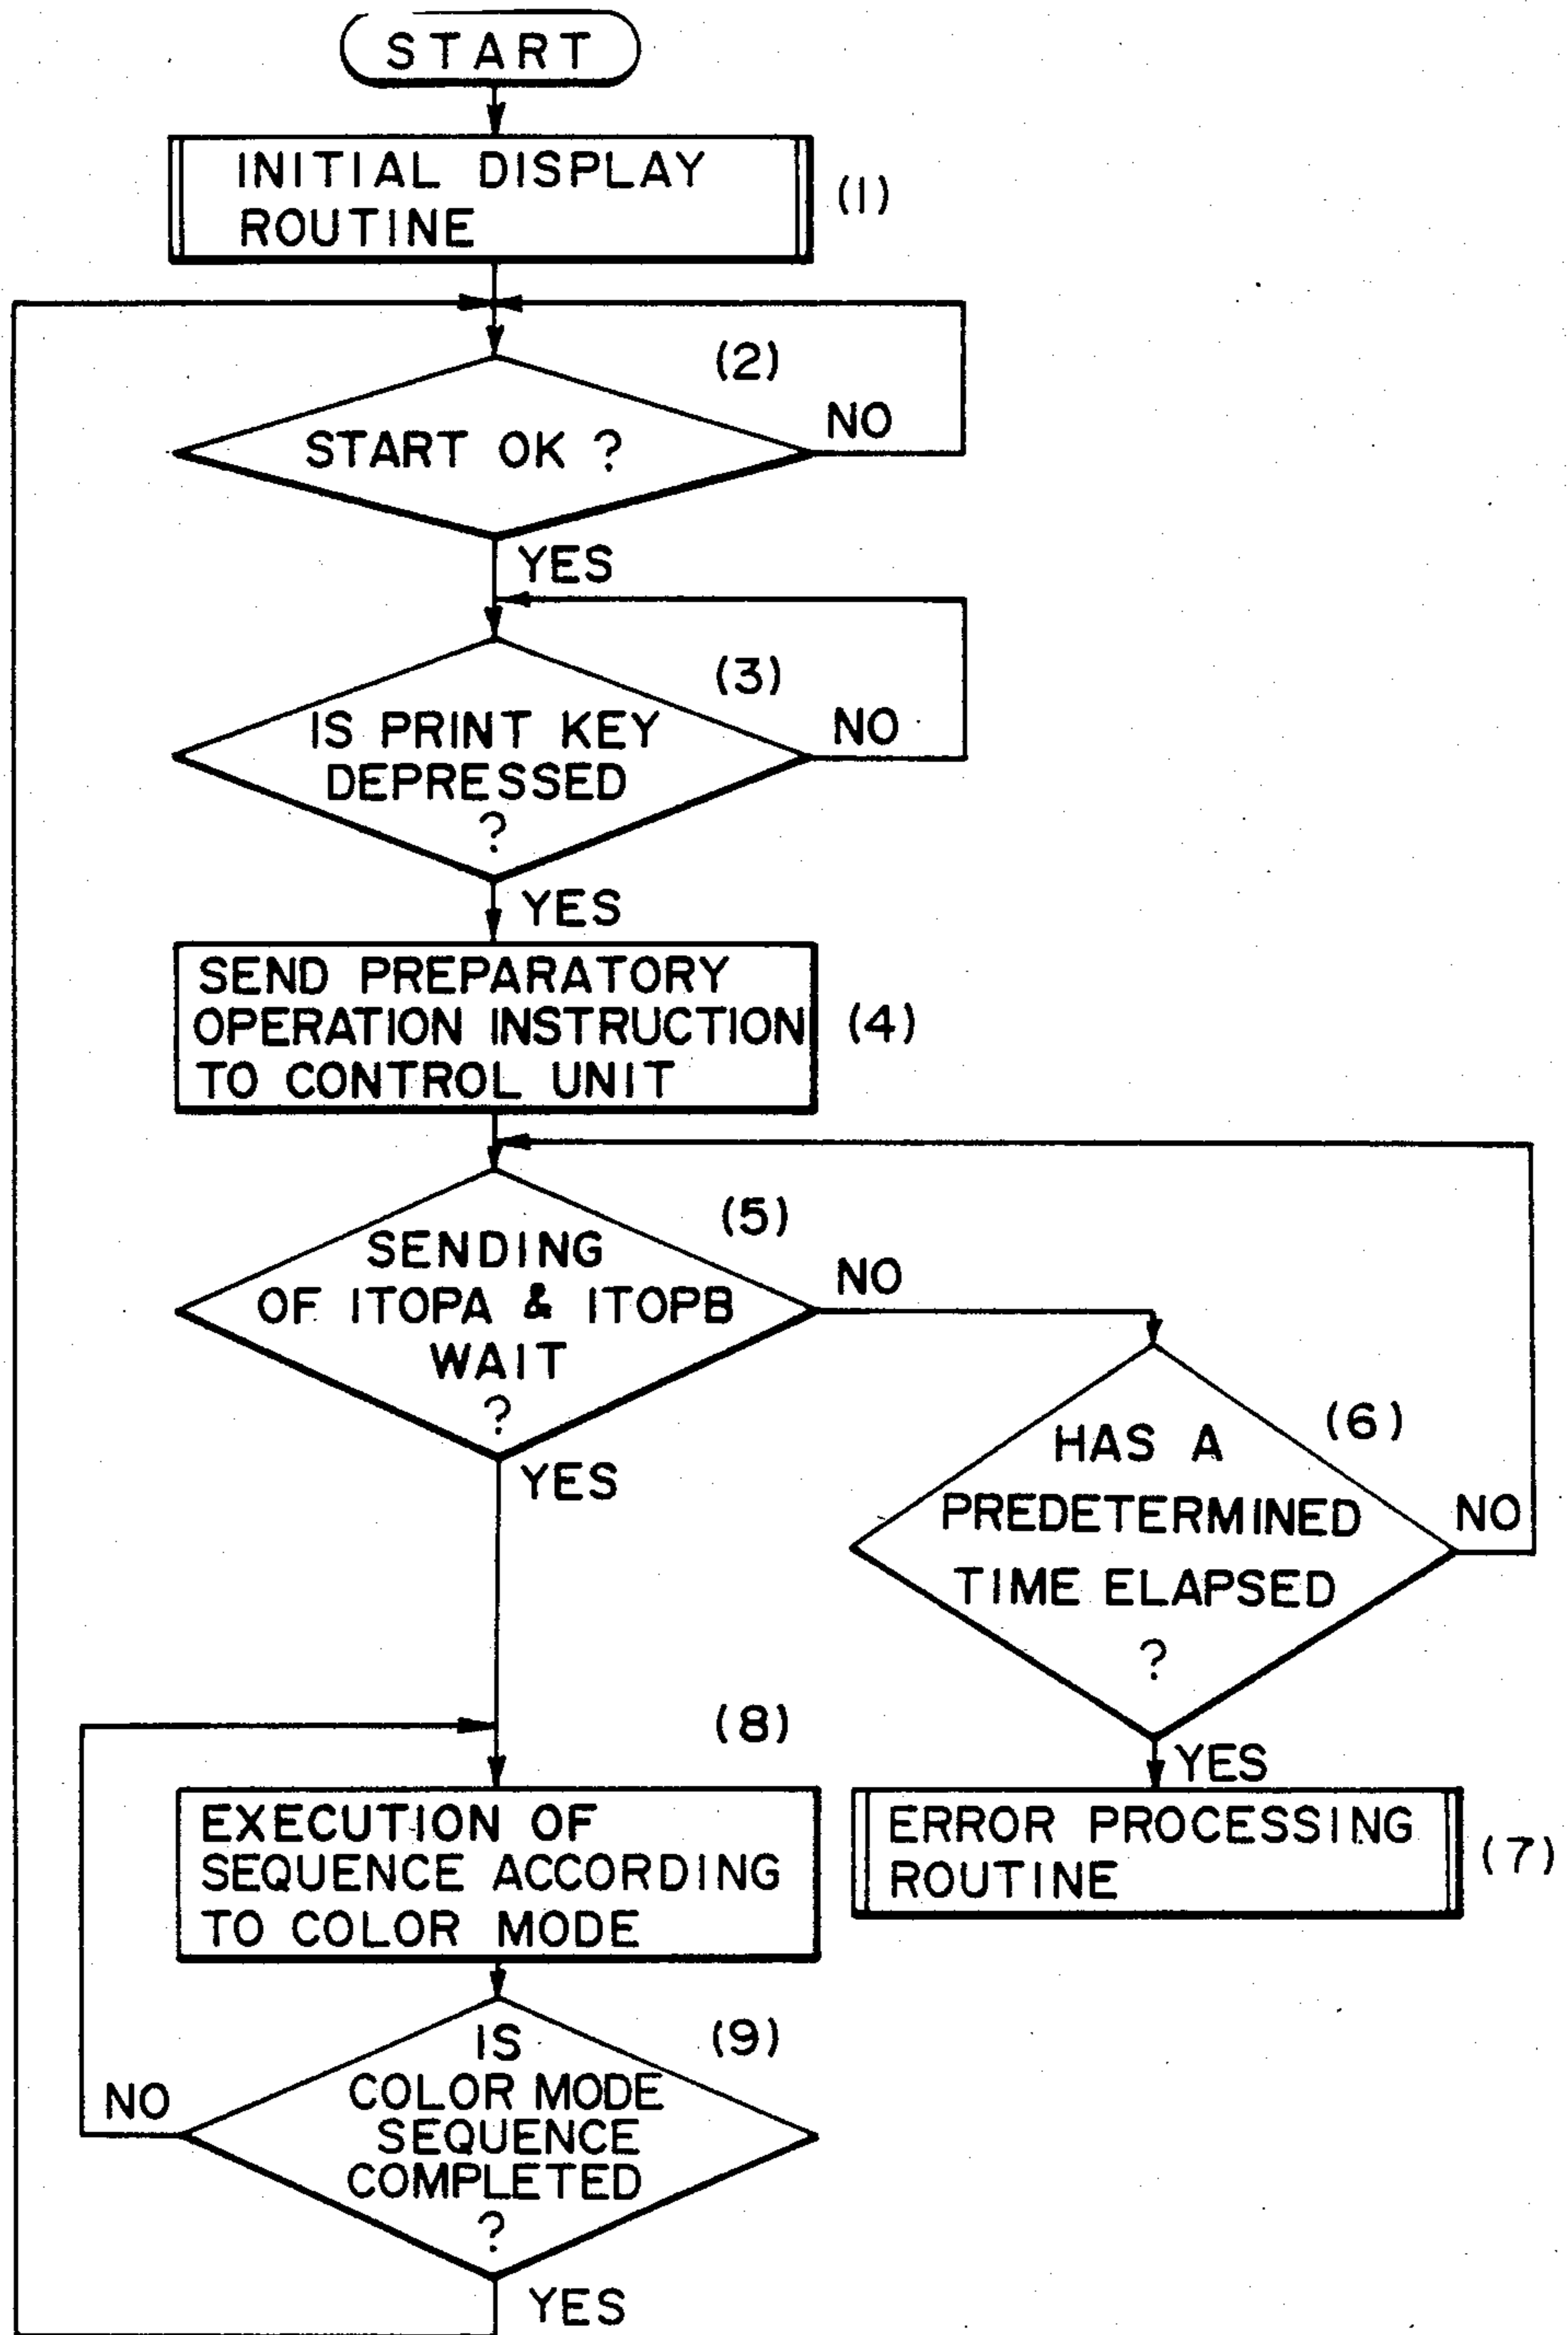 START
INITIAL DISPLAY
ROUTINE
(1)
(2)
START OK ?
NO
YES
(3)
IS PRINT KEY
DEPRESSED
?
NO
YES
SEND PREPARATORY
OPERATION INSTRUCTION
TO CONTROL UNIT
(4)
(5)
SENDING
OF ITOPA & ITOPB
WAIT
?
NO
YES
(6)
HAS A
PREDETERMINED
TIME ELAPSED
?
NO
YES
ERROR PROCESSING
ROUTINE
(7)
(8)
EXECUTION OF
SEQUENCE ACCORDING
TO COLOR MODE
(9)
IS
COLOR MODE
SEQUENCE
COMPLETED
?
NO
YES